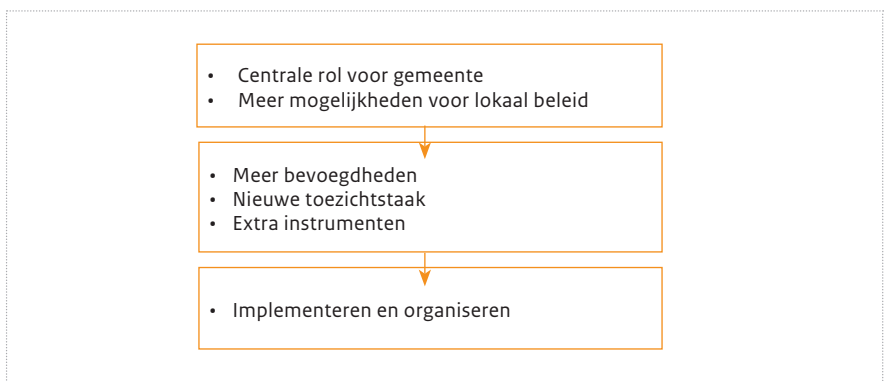 • Centrale rol voor gemeente
• Meer mogelijkheden voor lokaal beleid
• Meer bevoegdheden
• Nieuwe toezichtstaak
• Extra instrumenten
• Implementeren en organiseren